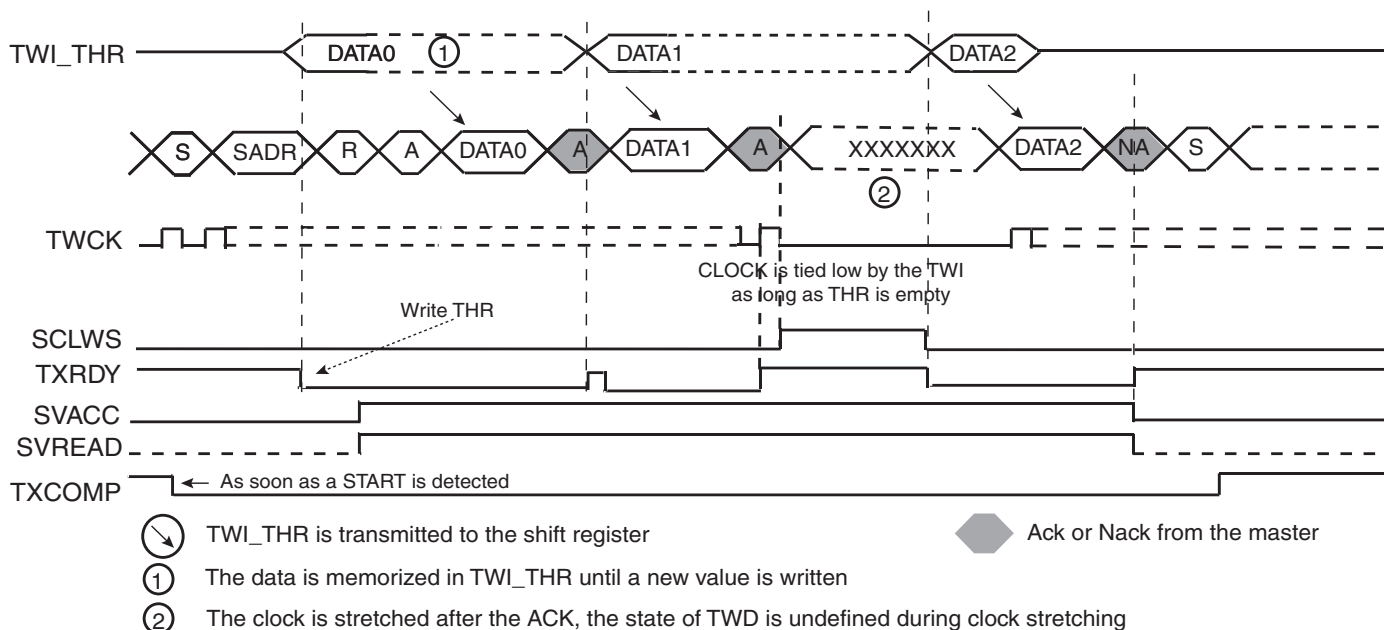 TWI_THR DATA0 1 DATA1 DATA2
S SADR R A DATA0 A DATA1 A XXXXXXX DATA2 NA S
2
TWCK
CLOCK is tied low by the TWI
as long as THR is empty
Write THR
SCLWS
TXRDY
SVACC
SVREAD
TXCOMP As soon as a START is detected
TWI_THR is transmitted to the shift register Ack or Nack from the master
1 The data is memorized in TWI_THR until a new value is written
2 The clock is stretched after the ACK, the state of TWD is undefined during clock stretching